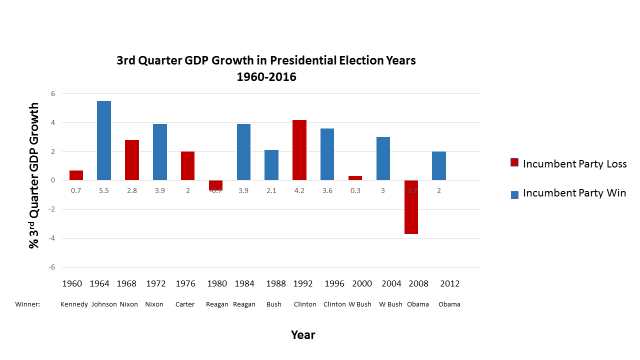 3rd Quarter GDP Growth in Presidential Election Years
1960-2016
% 3rd Quarter GDP Growth
6
4
2
0
-2
-4
-6
0.7 5.5 2.8 3.9 2 -0.7 3.9 2.1 4.2 3.6 0.3 3 -3.7 2
1960 1964 1968 1972 1976 1980 1984 1988 1992 1996 2000 2004 2008 2012
Winner: Kennedy Johnson Nixon Nixon Carter Reagan Reagan Bush Clinton Clinton W Bush W Bush Obama Obama
Year
Incumbent Party Loss
Incumbent Party Win